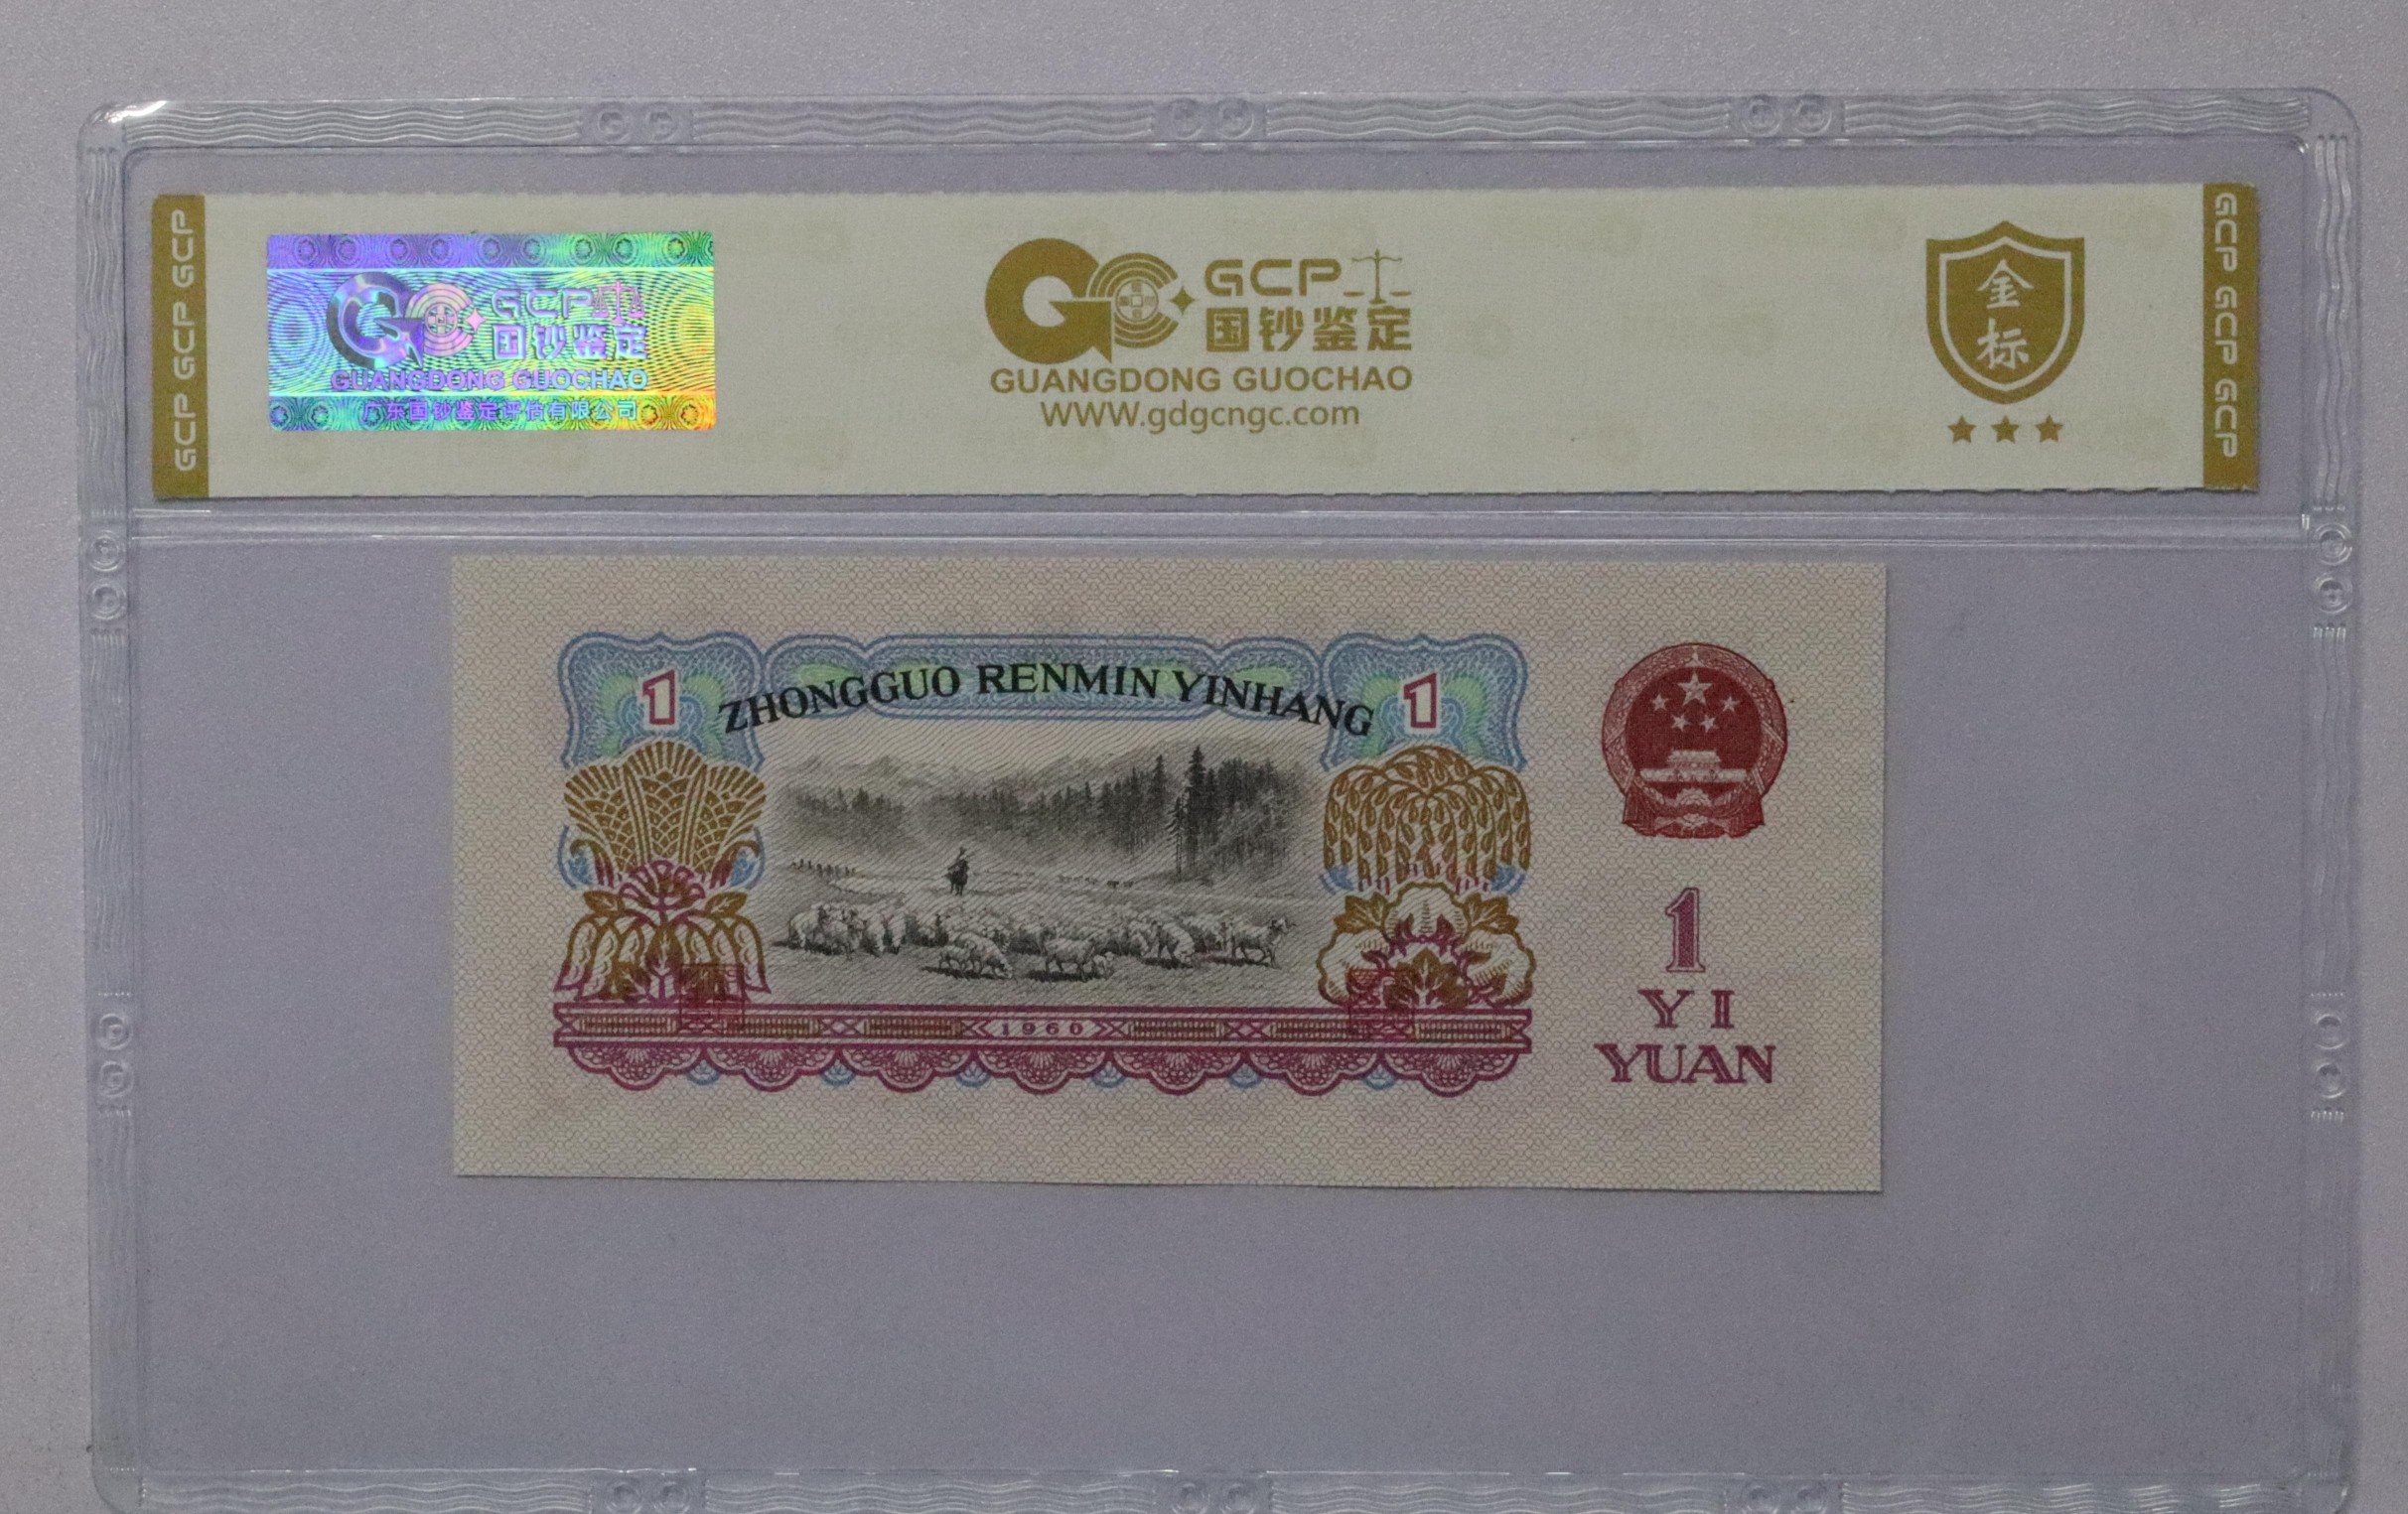 GCP GCP GCP
GCP
国钞鉴定
GUANGDONG GUOCHAO
广东国钞鉴定评估有限公司
GCP
国钞鉴定
GUANGDONG GUOCHAO
WWW.gdgcngc.com
金
标
GCP GCP GCP
1
ZHONGGUO RENMIN YINHANG
1
1960
1
YI
YUAN